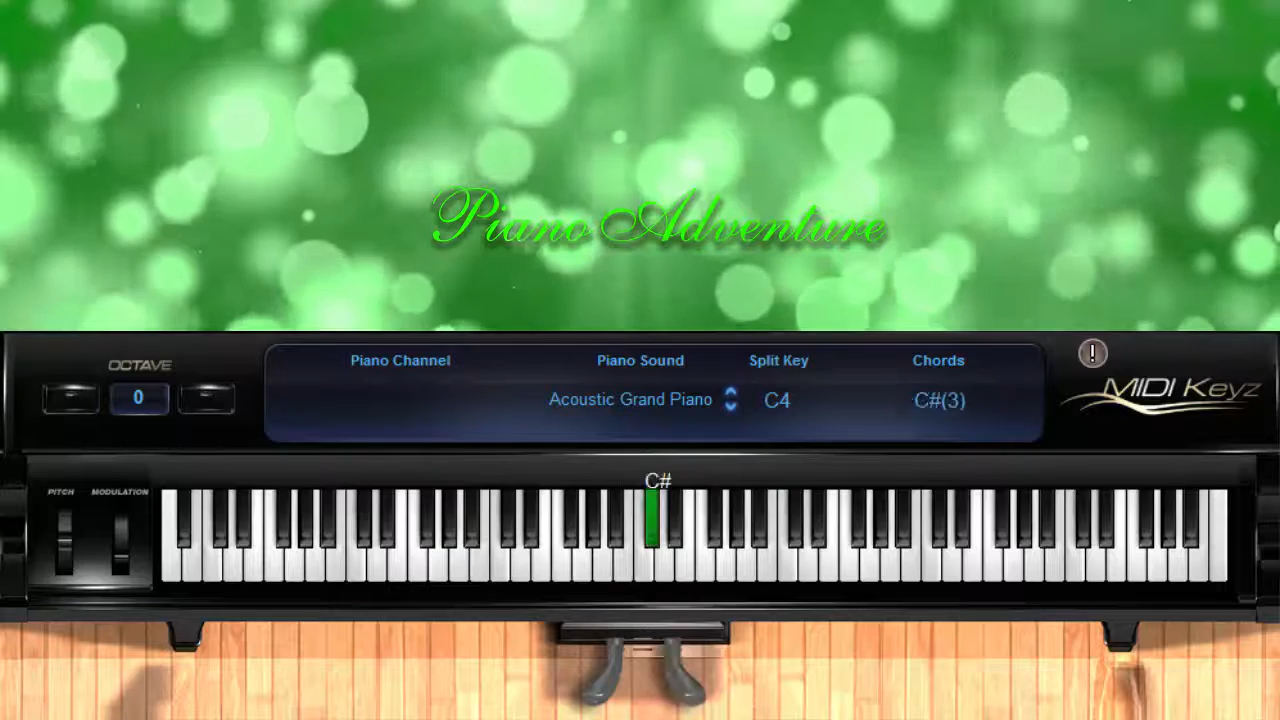 Piano Adventure
OCTAVE
0
Piano Channel
Piano Sound
Split Key
Chords
Acoustic Grand Piano
C4
C#(3)
!
MIDI Keyz
PITCH
MODULATION
C#